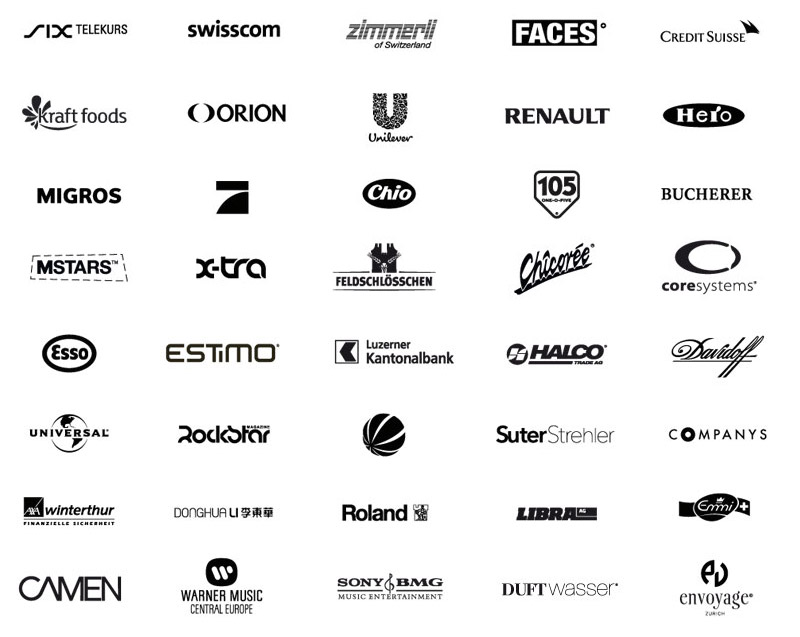 SIX TELEKURS
swisscom
zimmerli
of Switzerland
FACES°
CREDIT SUISSE
kraft foods
ORION
Unilever
RENAULT
Hero
MIGROS
7
Chio
105
ONE-O-FIVE
BUCHERER
MSTARS™
x-tra
FELDSCHLÖSSCHEN
Chicorée®
coresystems®
Esso
ESTIMO®
Luzerner
Kantonalbank
HALCO®
TRADE AG
Davidoff
UNIVERSAL®
RockStar
MAGAZINE
SuterStrehler
COMPANYS
AXA winterthur
FINANZIELLE SICHERHEIT
DONGHUA LI 李東華
Roland
LIBRA AG
Emmi
CAMEN
WARNER MUSIC
CENTRAL EUROPE
SONY BMG
MUSIC ENTERTAINMENT
DUFTwasser®
envoyage®
ZURICH